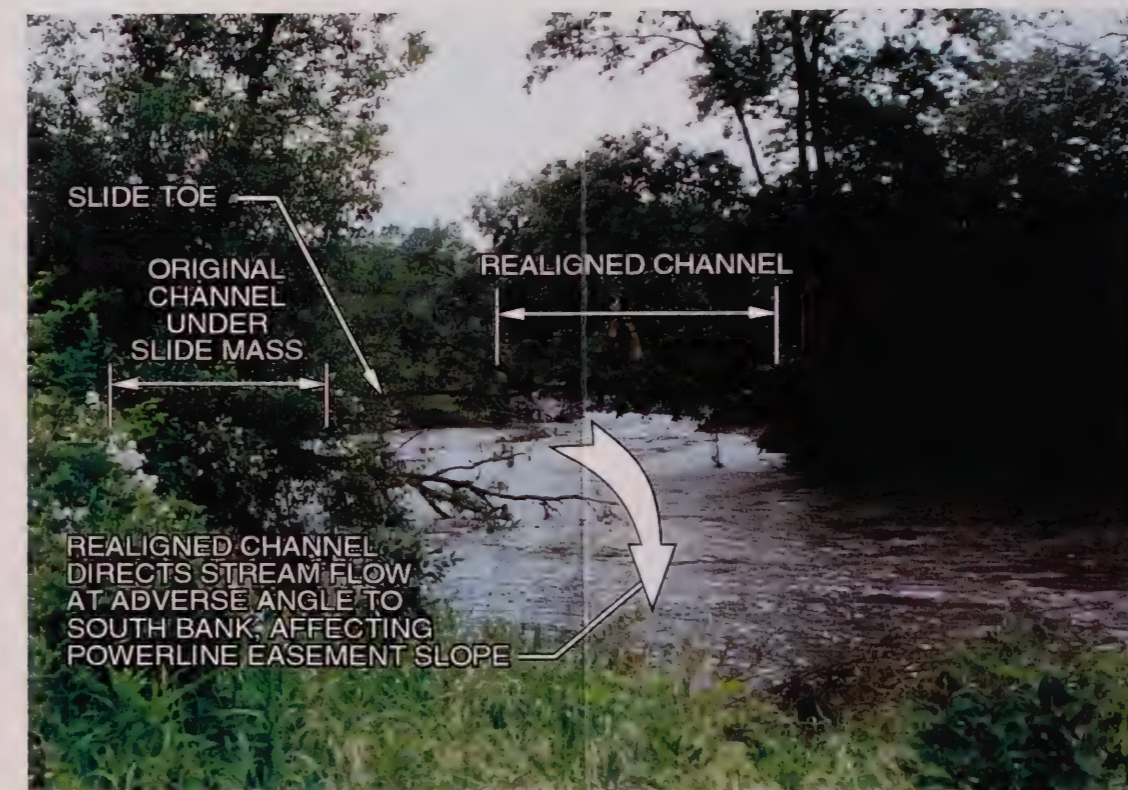 SLIDE TOE
ORIGINAL
CHANNEL
UNDER
SLIDE MASS
REALIGNED CHANNEL
REALIGNED CHANNEL
DIRECTS STREAM FLOW
AT ADVERSE ANGLE TO
SOUTH BANK, AFFECTING
POWERLINE EASEMENT SLOPE